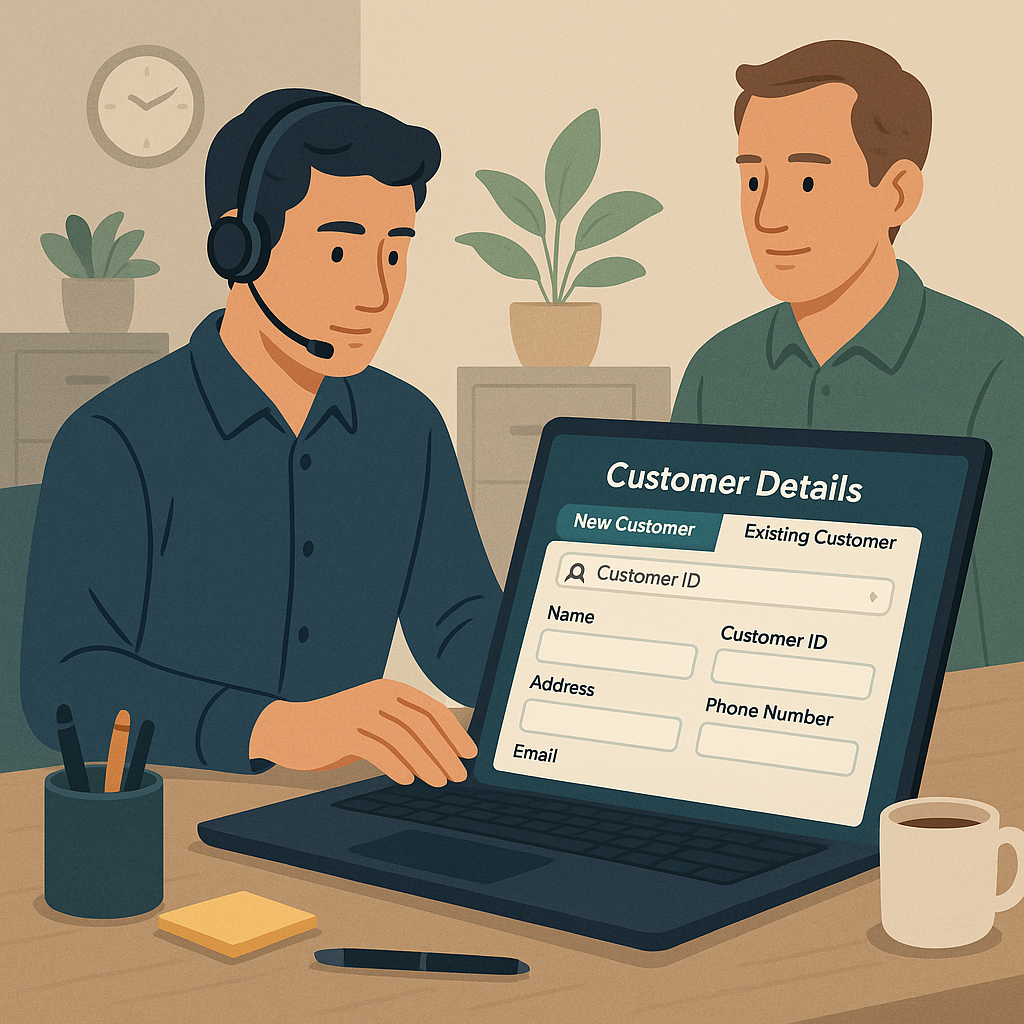 Customer Details
New Customer
Existing Customer
Customer ID
Name
Customer ID
Address
Phone Number
Email